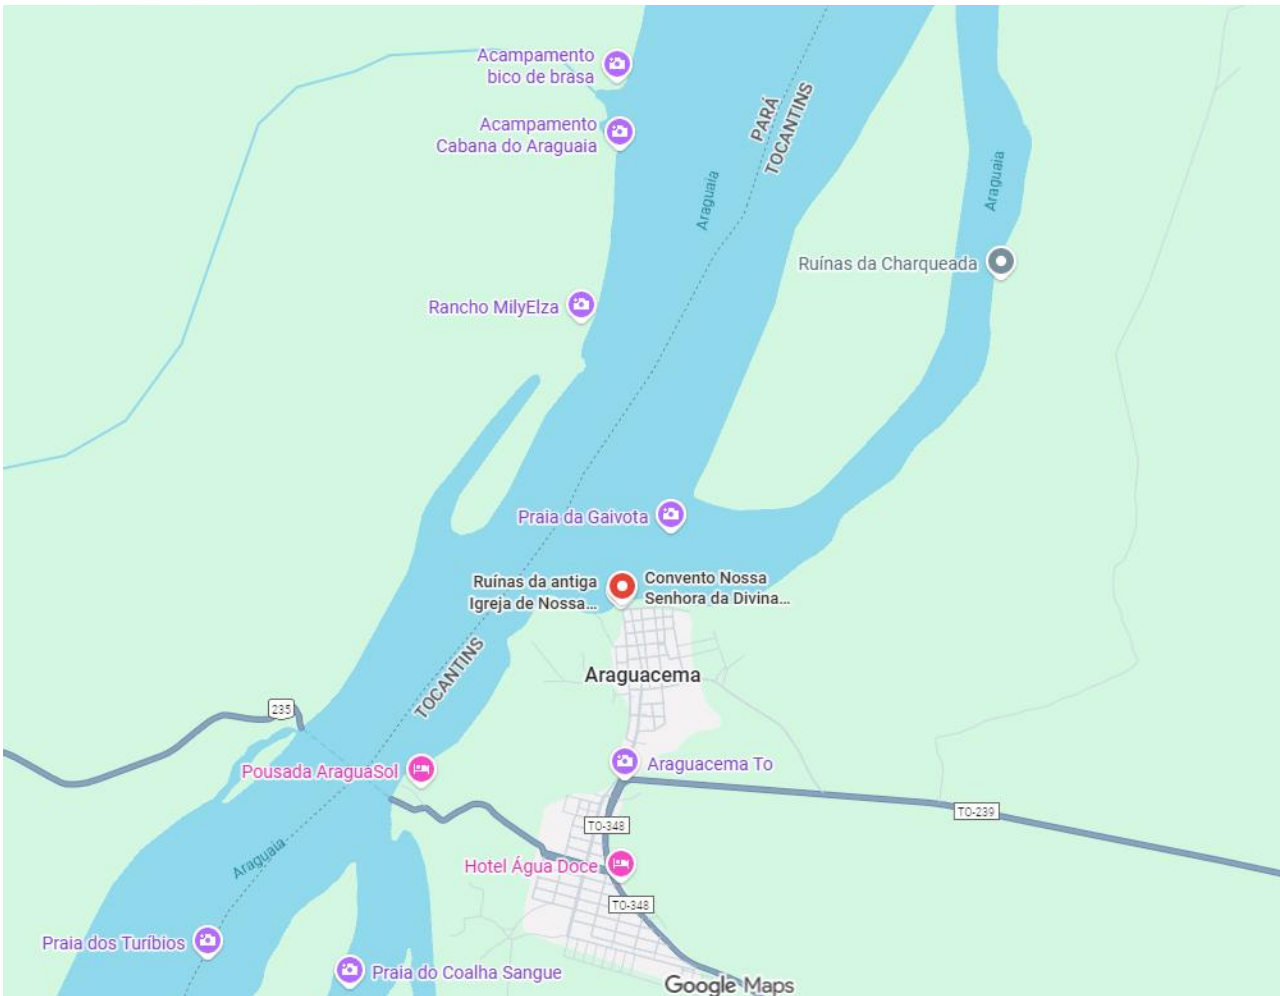 Acampamento
bico de brasa
Acampamento
Cabana do Araguaia
PARÁ
TOCANTINS
Araguaia
Araguaia
Ruínas da Charqueada
Rancho MilyElza
Praia da Gaivota
Ruínas da antiga
Igreja de Nossa...
Convento Nossa
Senhora da Divina...
TOCANTINS
Araguacema
235
Pousada AraguaSol
Araguacema To
TO-239
TO-348
Araguaia
Hotel Água Doce
TO-348
Praia dos Turíbios
Praia do Coalha Sangue
Google Maps